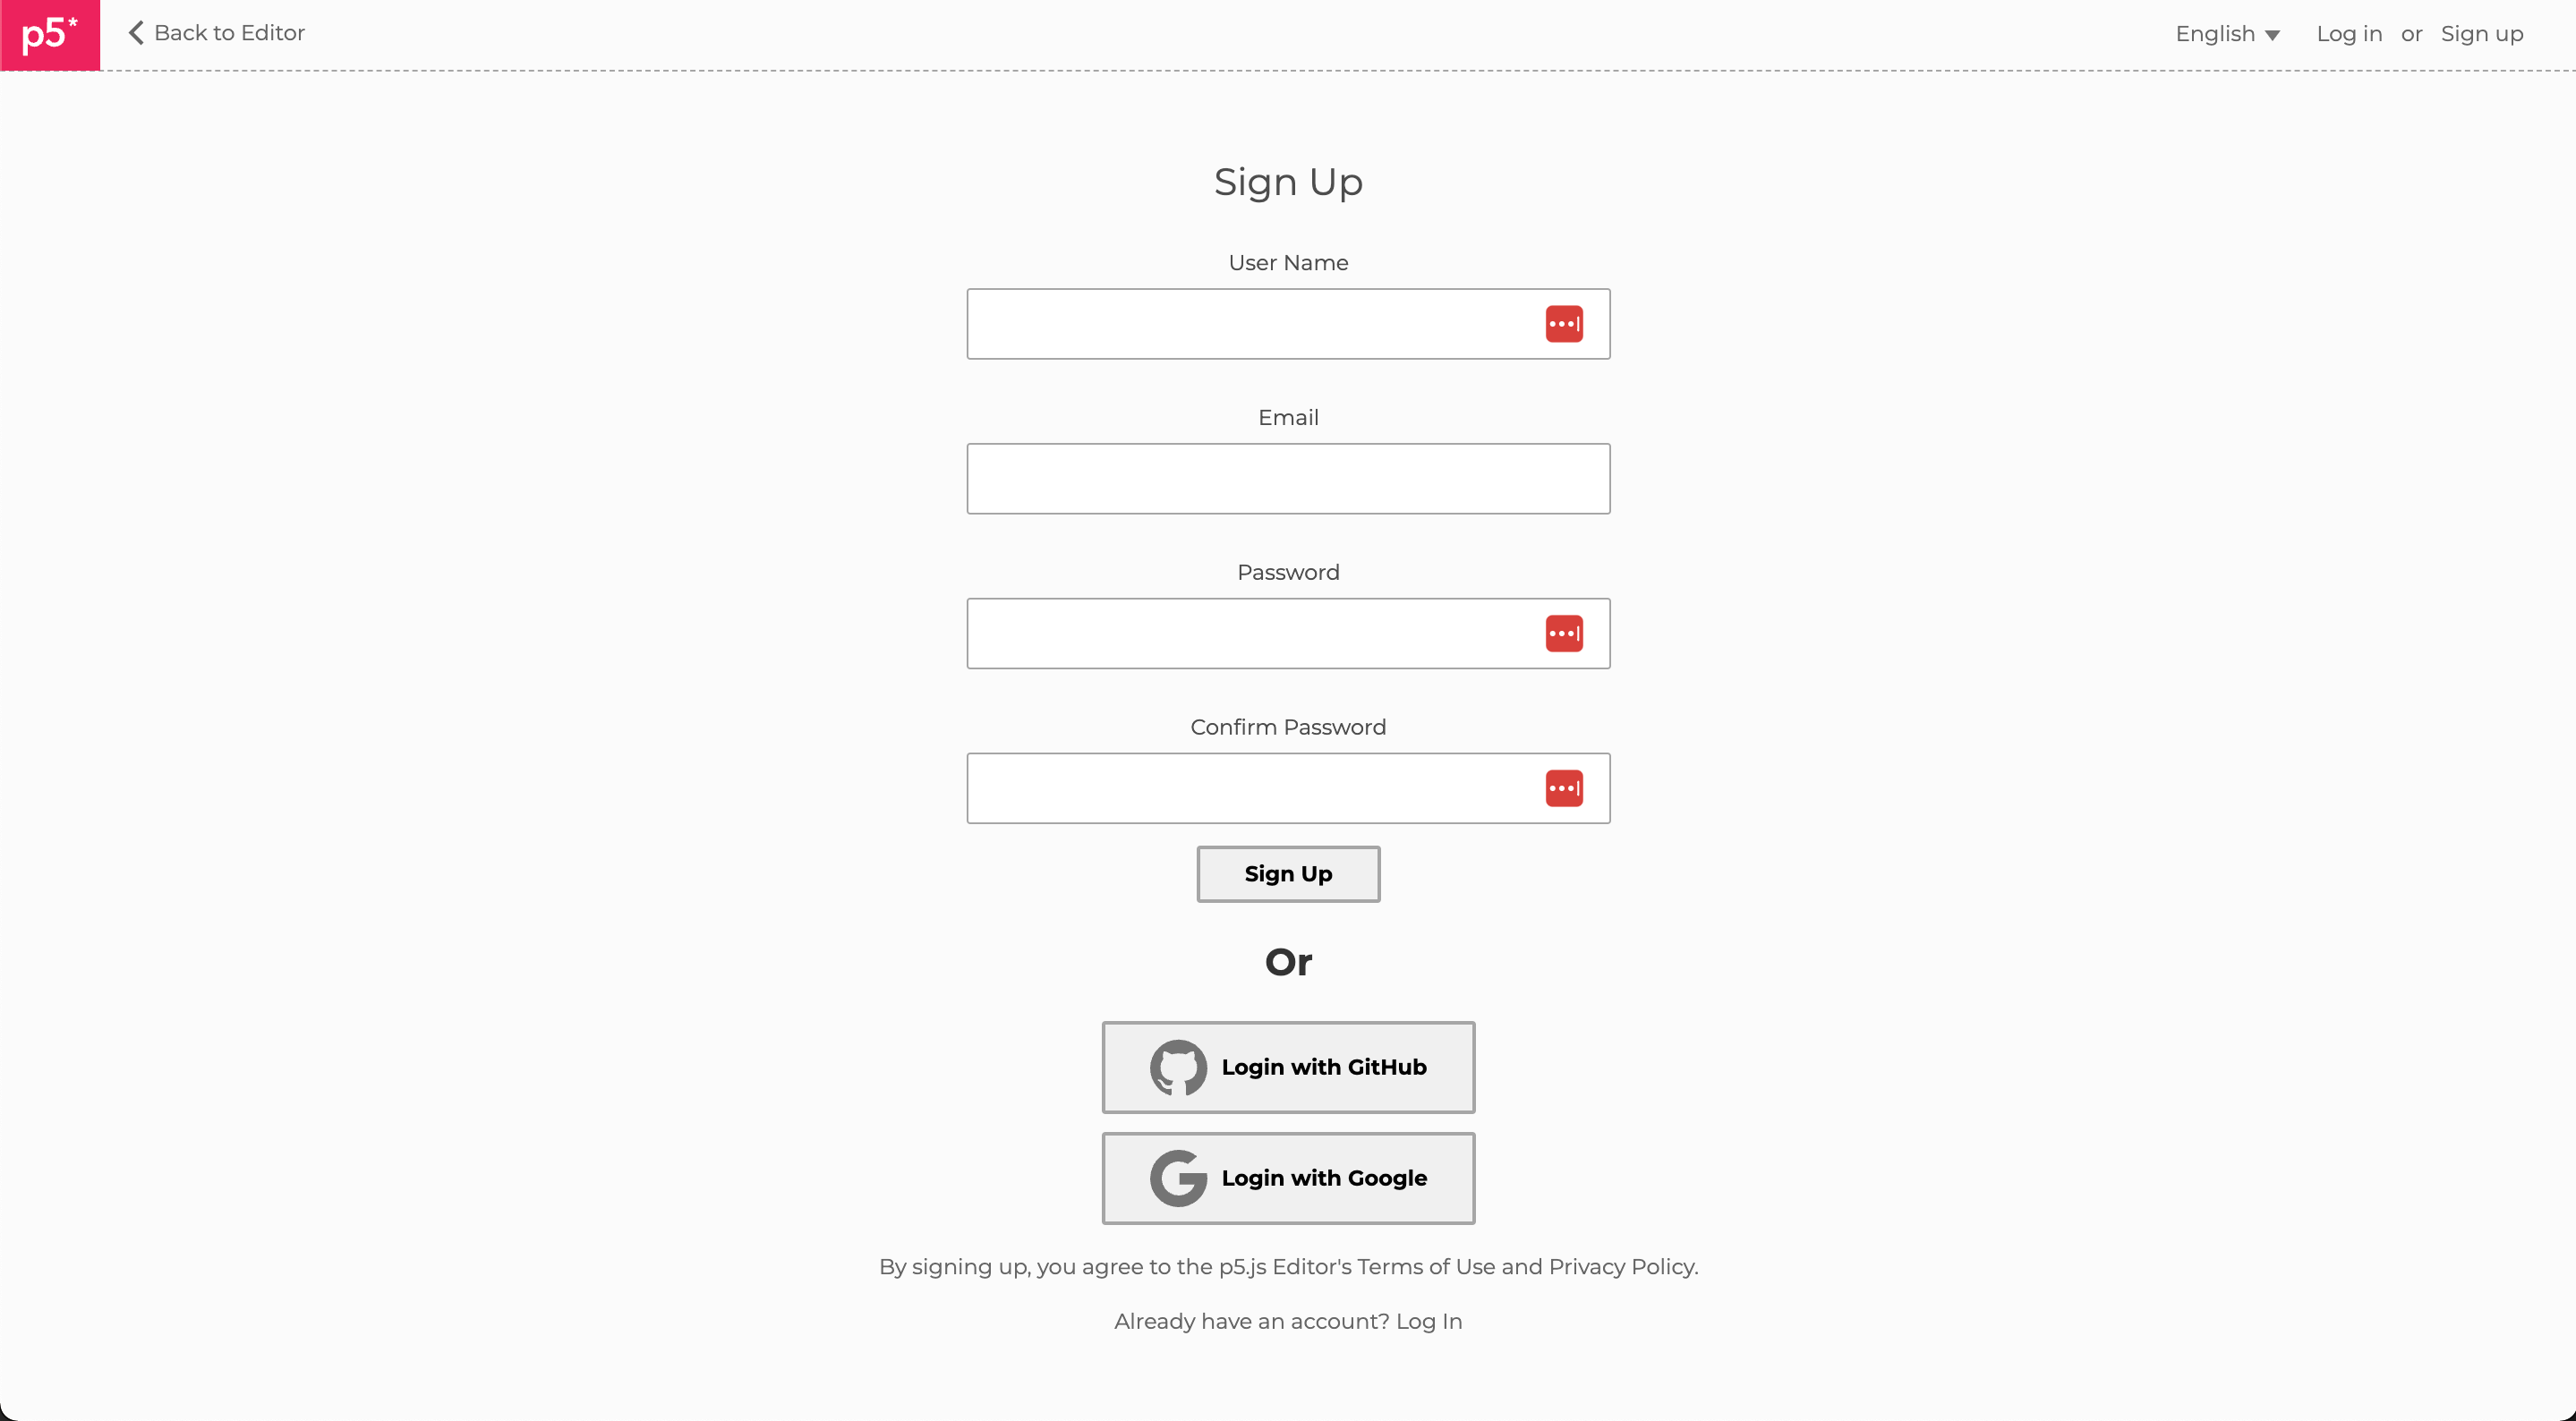 p5*
Back to Editor
English
Log in or Sign up
Sign Up
User Name
Email
Password
Confirm Password
Sign Up
Or
Login with GitHub
Login with Google
By signing up, you agree to the p5.js Editor's Terms of Use and Privacy Policy.
Already have an account? Log In